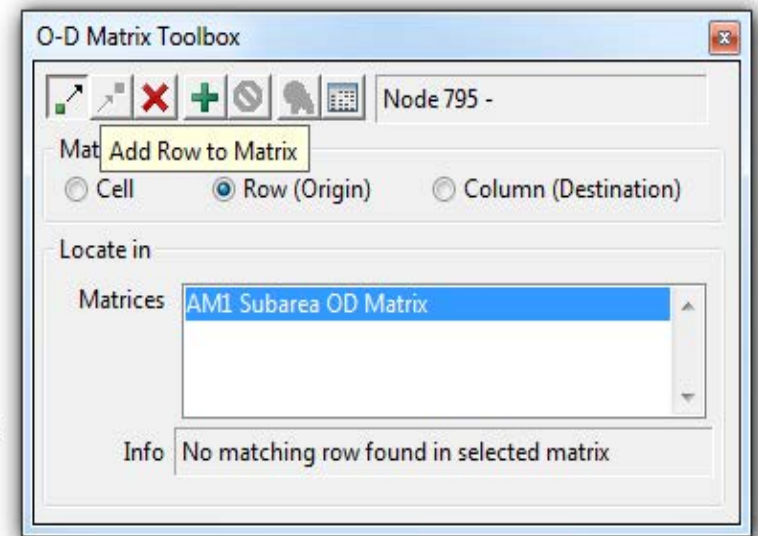 O-D Matrix Toolbox
Node 795 -
Mat
Add Row to Matrix
Cell
Row (Origin)
Column (Destination)
Locate in
Matrices
AM1 Subarea OD Matrix
Info
No matching row found in selected matrix